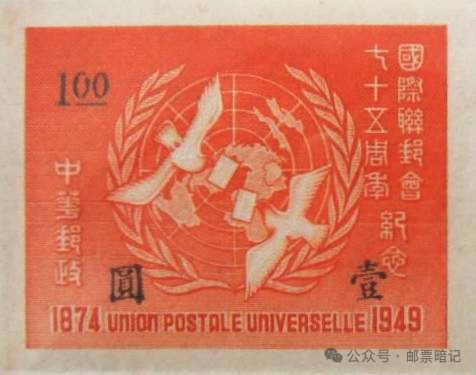 1.00
國際聯郵會
七十五周年
紀念
中華郵政
壹
圓
1874 UNION POSTALE UNIVERSELLE 1949
公众号 · 邮票暗记